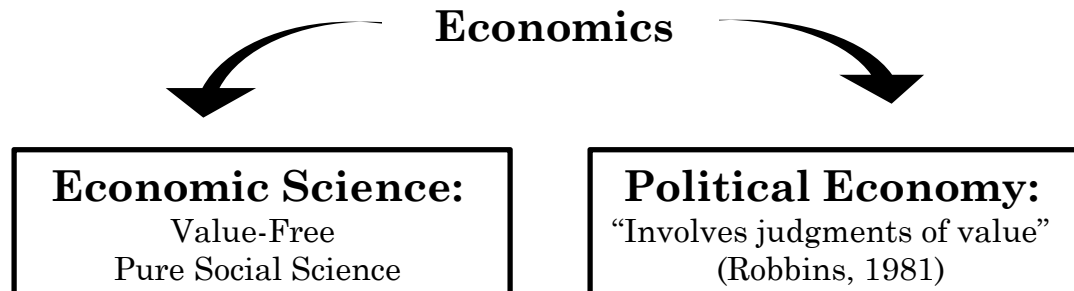 Economics
Economic Science:
Value-Free
Pure Social Science
Political Economy:
“Involves judgments of value”
(Robbins, 1981)